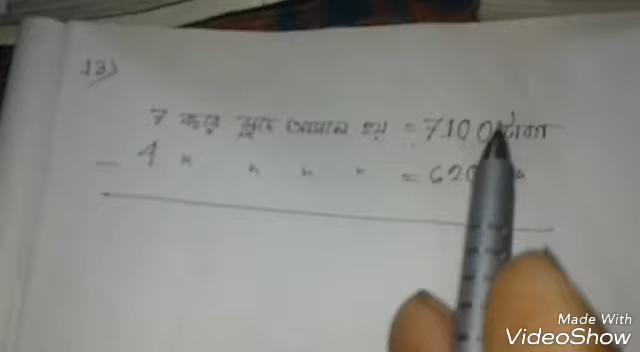 13)
7 বছরে সুদে আসলে হয় = 7100 টাকা
- 4 " " " " = 620
Made With
VideoShow